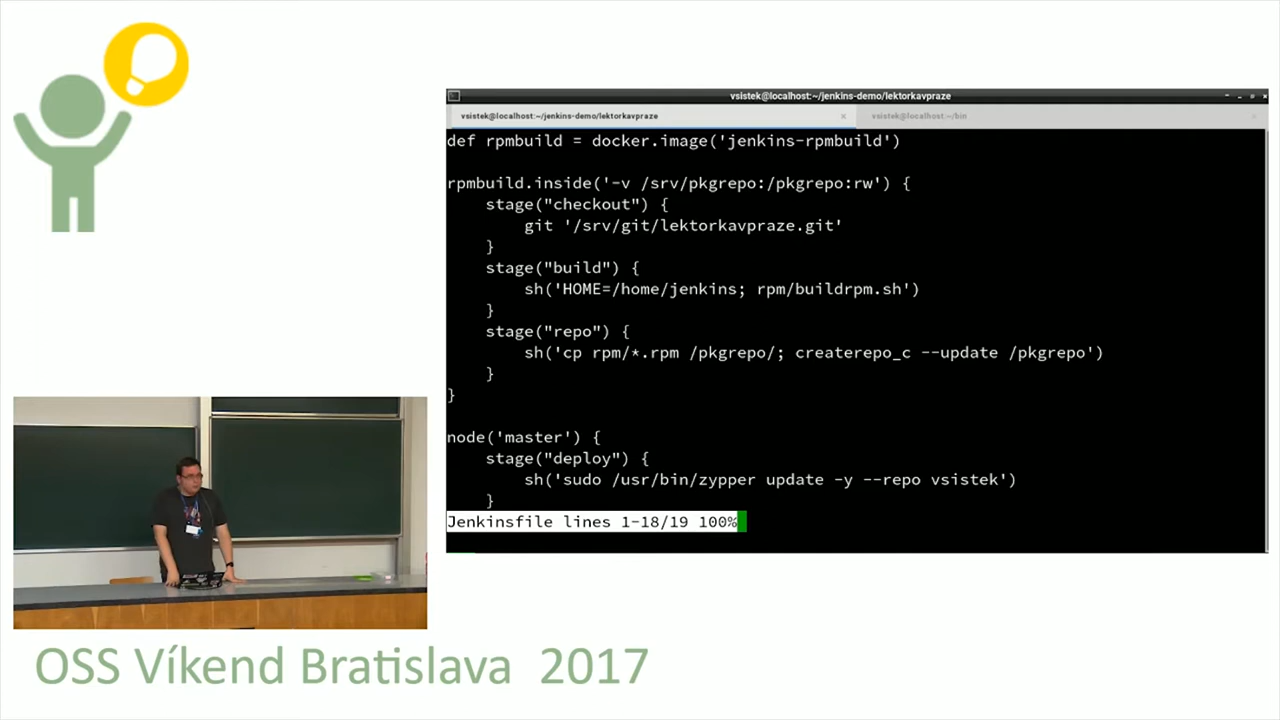 vsistek@localhost:~/jenkins-demo/lektorkavpraze
vsistek@localhost:~/jenkins-demo/lektorkavpraze
vsistek@localhost:~/bin
def rpmbuild = docker.image('jenkins-rpmbuild')
rpmbuild.inside('-v /srv/pkgrepo:/pkgrepo:rw') {
stage("checkout") {
git '/srv/git/lektorkavpraze.git'
}
stage("build") {
sh('HOME=/home/jenkins; rpm/buildrpm.sh')
}
stage("repo") {
sh('cp rpm/*.rpm /pkgrepo/; createrepo_c --update /pkgrepo')
}
}
node('master') {
stage("deploy") {
sh('sudo /usr/bin/zypper update -y --repo vsistek')
}
Jenkinsfile lines 1-18/19 100%
OSS Víkend Bratislava 2017